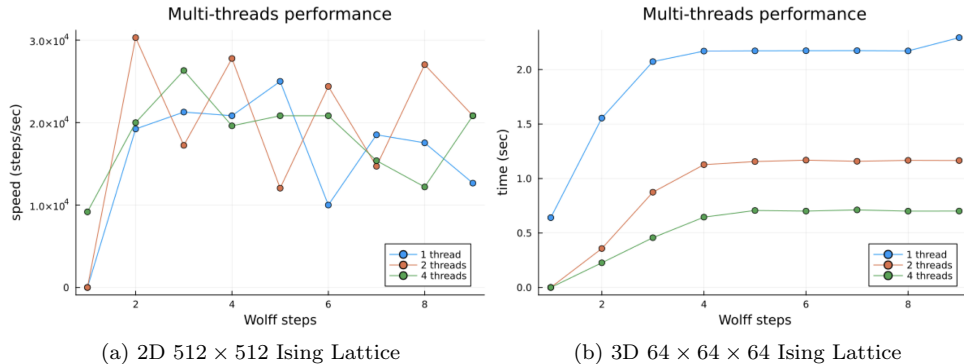 Multi-threads performance
speed (steps/sec)
3.0×10⁴
2.0×10⁴
1.0×10⁴
0
2
4
6
8
Wolff steps
1 thread
2 threads
4 threads
(a) 2D 512 × 512 Ising Lattice
Multi-threads performance
time (sec)
2.0
1.5
1.0
0.5
0.0
2
4
6
8
Wolff steps
1 thread
2 threads
4 threads
(b) 3D 64 × 64 × 64 Ising Lattice